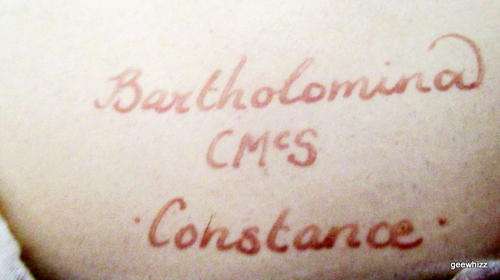 Bartholomina
CMcS
·Constance·
geewhizz